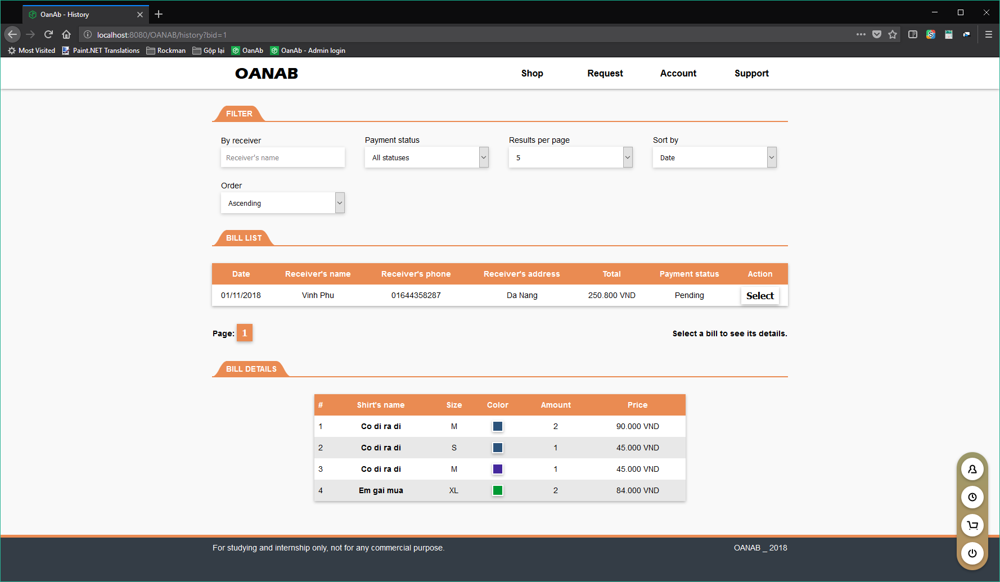 OanAb - History
localhost:8080/OANAB/history?bid=1
Most Visited Paint.NET Translations Rockman Gộp lại OanAb OanAb - Admin login
OANAB Shop Request Account Support
FILTER
By receiver Payment status Results per page Sort by
Receiver's name All statuses 5 Date
Order
Ascending
BILL LIST
Date Receiver's name Receiver's phone Receiver's address Total Payment status Action
01/11/2018 Vinh Phu 01644358287 Da Nang 250.800 VND Pending Select
Page: 1 Select a bill to see its details.
BILL DETAILS
# Shirt's name Size Color Amount Price
1 Co di ra di M 2 90.000 VND
2 Co di ra di S 1 45.000 VND
3 Co di ra di M 1 45.000 VND
4 Em gai mua XL 2 84.000 VND
For studying and internship only, not for any commercial purpose. OANAB _ 2018